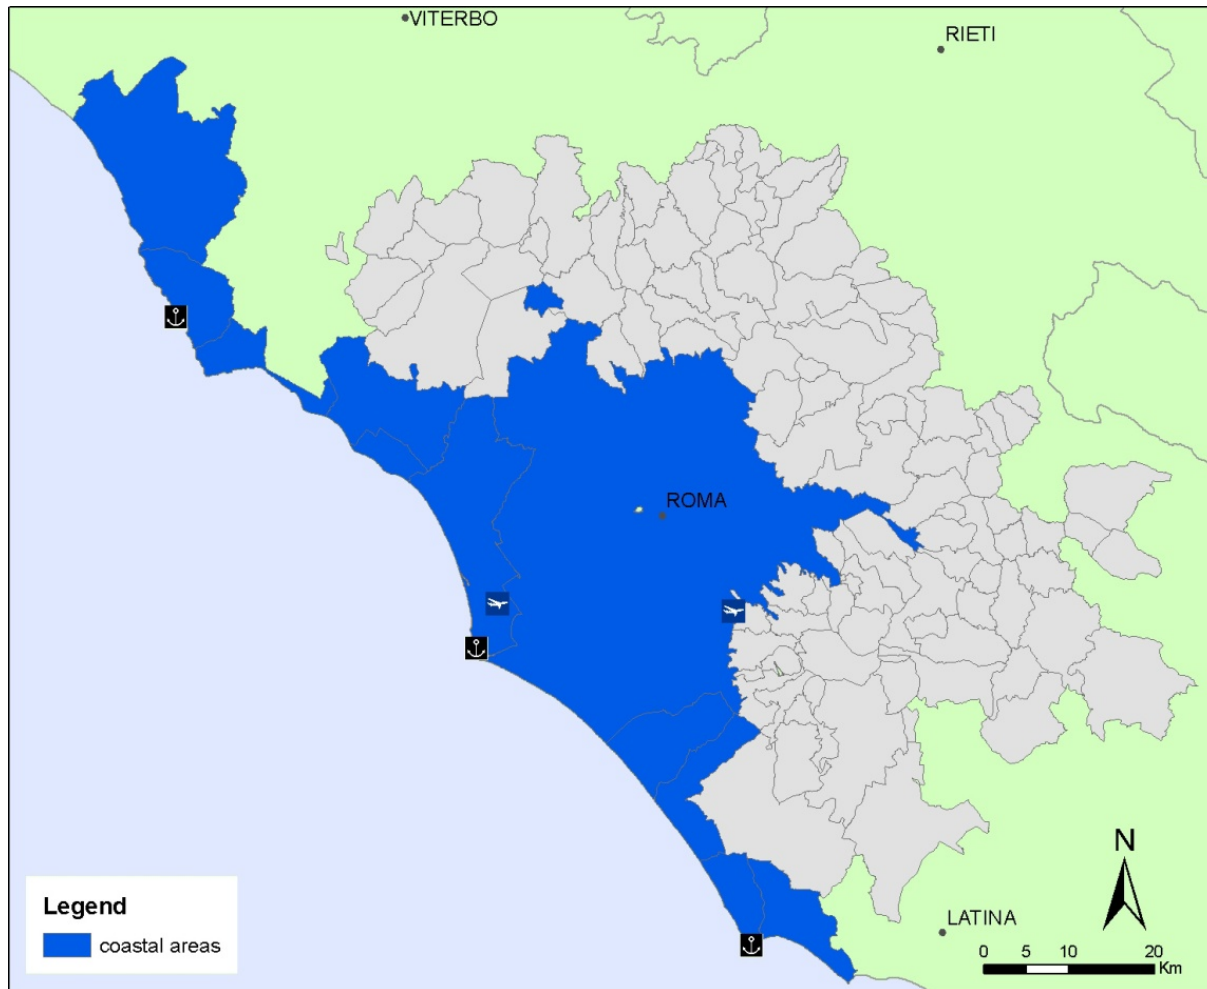 VITERBO
RIETI
ROMA
N
Legend
coastal areas
LATINA
0 5 10 20
Km